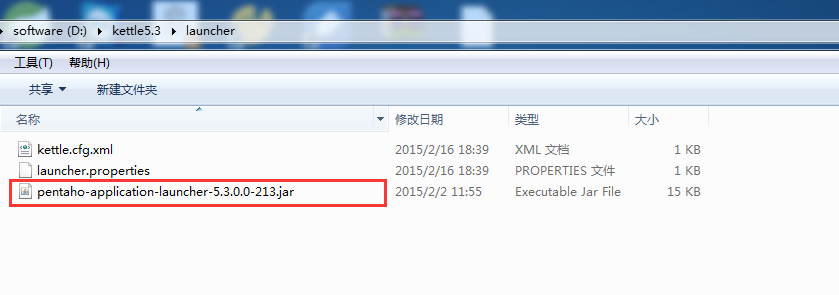 software (D:) kettle5.3 launcher
工具(T) 帮助(H)
共享 新建文件夹
名称 修改日期 类型 大小
kettle.cfg.xml 2015/2/16 18:39 XML 文档 1 KB
launcher.properties 2015/2/16 18:39 PROPERTIES 文件 1 KB
pentaho-application-launcher-5.3.0.0-213.jar 2015/2/2 11:55 Executable Jar File 15 KB